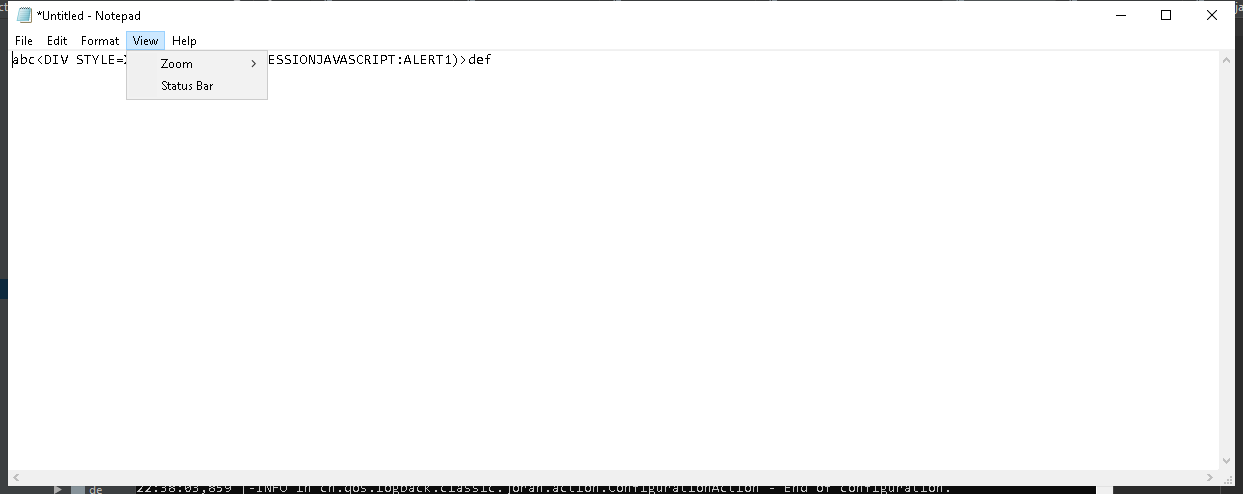 *Untitled - Notepad
File Edit Format View Help
abc<DIV STYLE= ESSIONJAVASCRIPT:ALERT1)>def
Zoom
Status Bar
de 22:38:03,859 |-INFO in ch.qos.logback.classic.joran.action.ConfigurationAction - End of configuration.